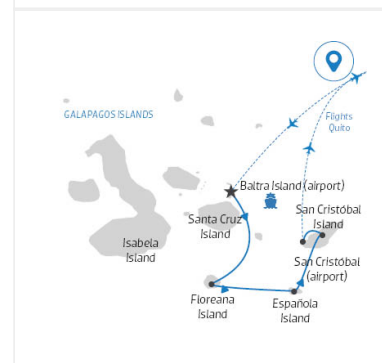 GALAPAGOS ISLANDS
Flights
Quito
Baltra Island (airport)
San Cristóbal
Island
Santa Cruz
Island
Isabela
Island
San Cristóbal
(airport)
Floreana
Island
Española
Island